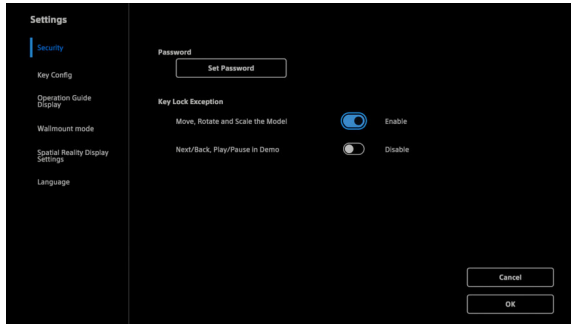 Settings
Security
Key Config
Operation Guide
Display
Wallmount mode
Spatial Reality Display
Settings
Language
Password
Set Password
Key Lock Exception
Move, Rotate and Scale the Model
Enable
Next/Back, Play/Pause in Demo
Disable
Cancel
OK